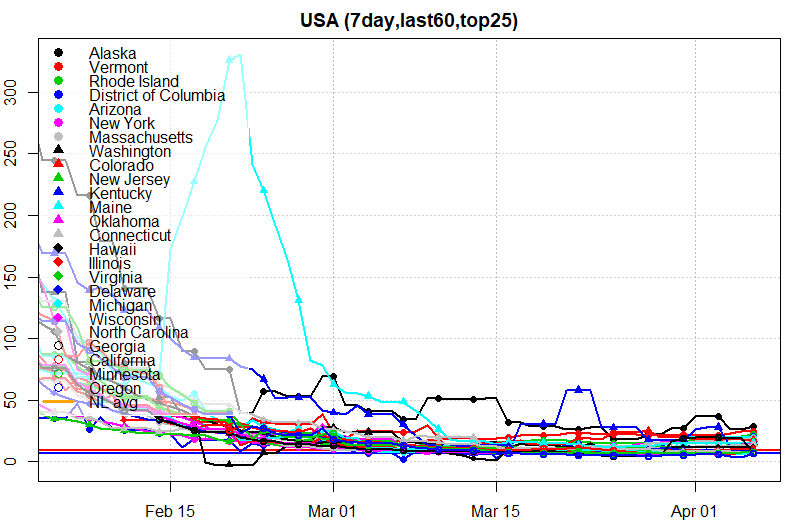 USA (7day,last60,top25)
300
250
200
150
100
50
0
Alaska
Vermont
Rhode Island
District of Columbia
Arizona
New York
Massachusetts
Washington
Colorado
New Jersey
Kentucky
Maine
Oklahoma
Connecticut
Hawaii
Illinois
Virginia
Delaware
Michigan
Wisconsin
North Carolina
Georgia
California
Minnesota
Oregon
NL avg
Feb 15
Mar 01
Mar 15
Apr 01